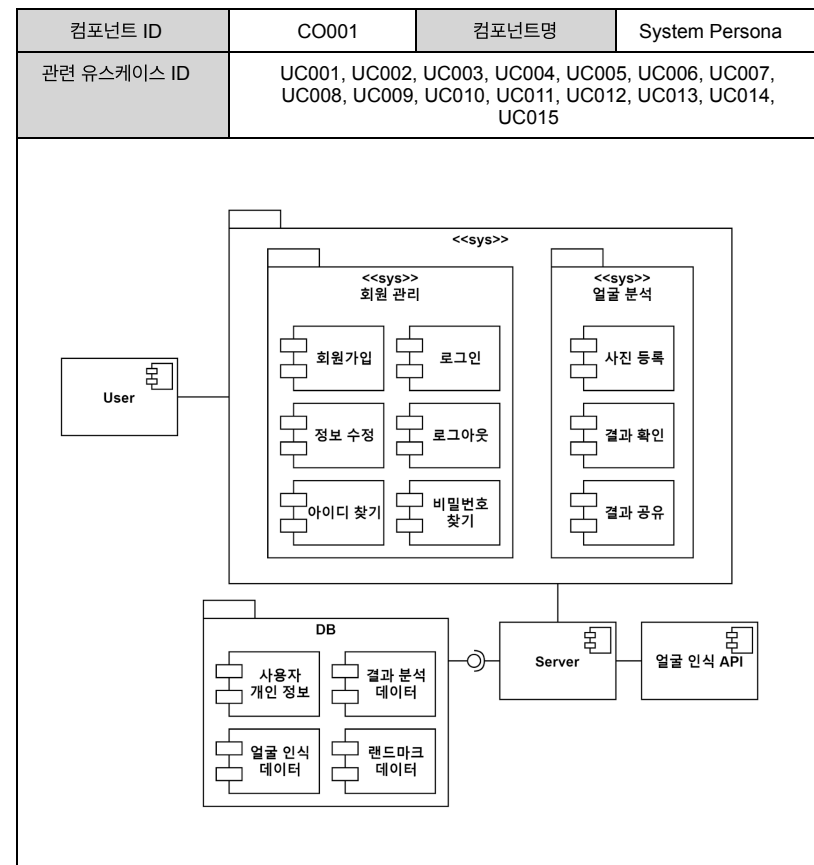 컴포넌트 ID
CO001
컴포넌트명
System Persona
관련 유스케이스 ID
UC001, UC002, UC003, UC004, UC005, UC006, UC007,
UC008, UC009, UC010, UC011, UC012, UC013, UC014,
UC015
<<sys>>
<<sys>>
회원 관리
회원가입
로그인
정보 수정
로그아웃
아이디 찾기
비밀번호
찾기
<<sys>>
얼굴 분석
사진 등록
결과 확인
결과 공유
User
DB
사용자
개인 정보
결과 분석
데이터
얼굴 인식
데이터
랜드마크
데이터
Server
얼굴 인식 API